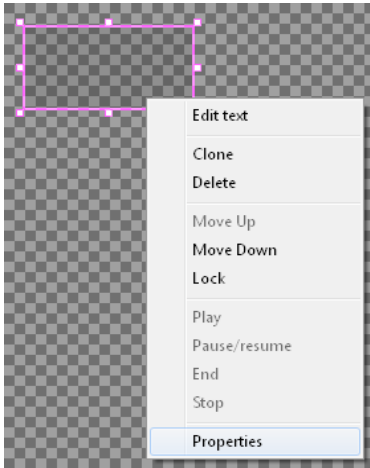 Edit text
Clone
Delete
Move Up
Move Down
Lock
Play
Pause/resume
End
Stop
Properties